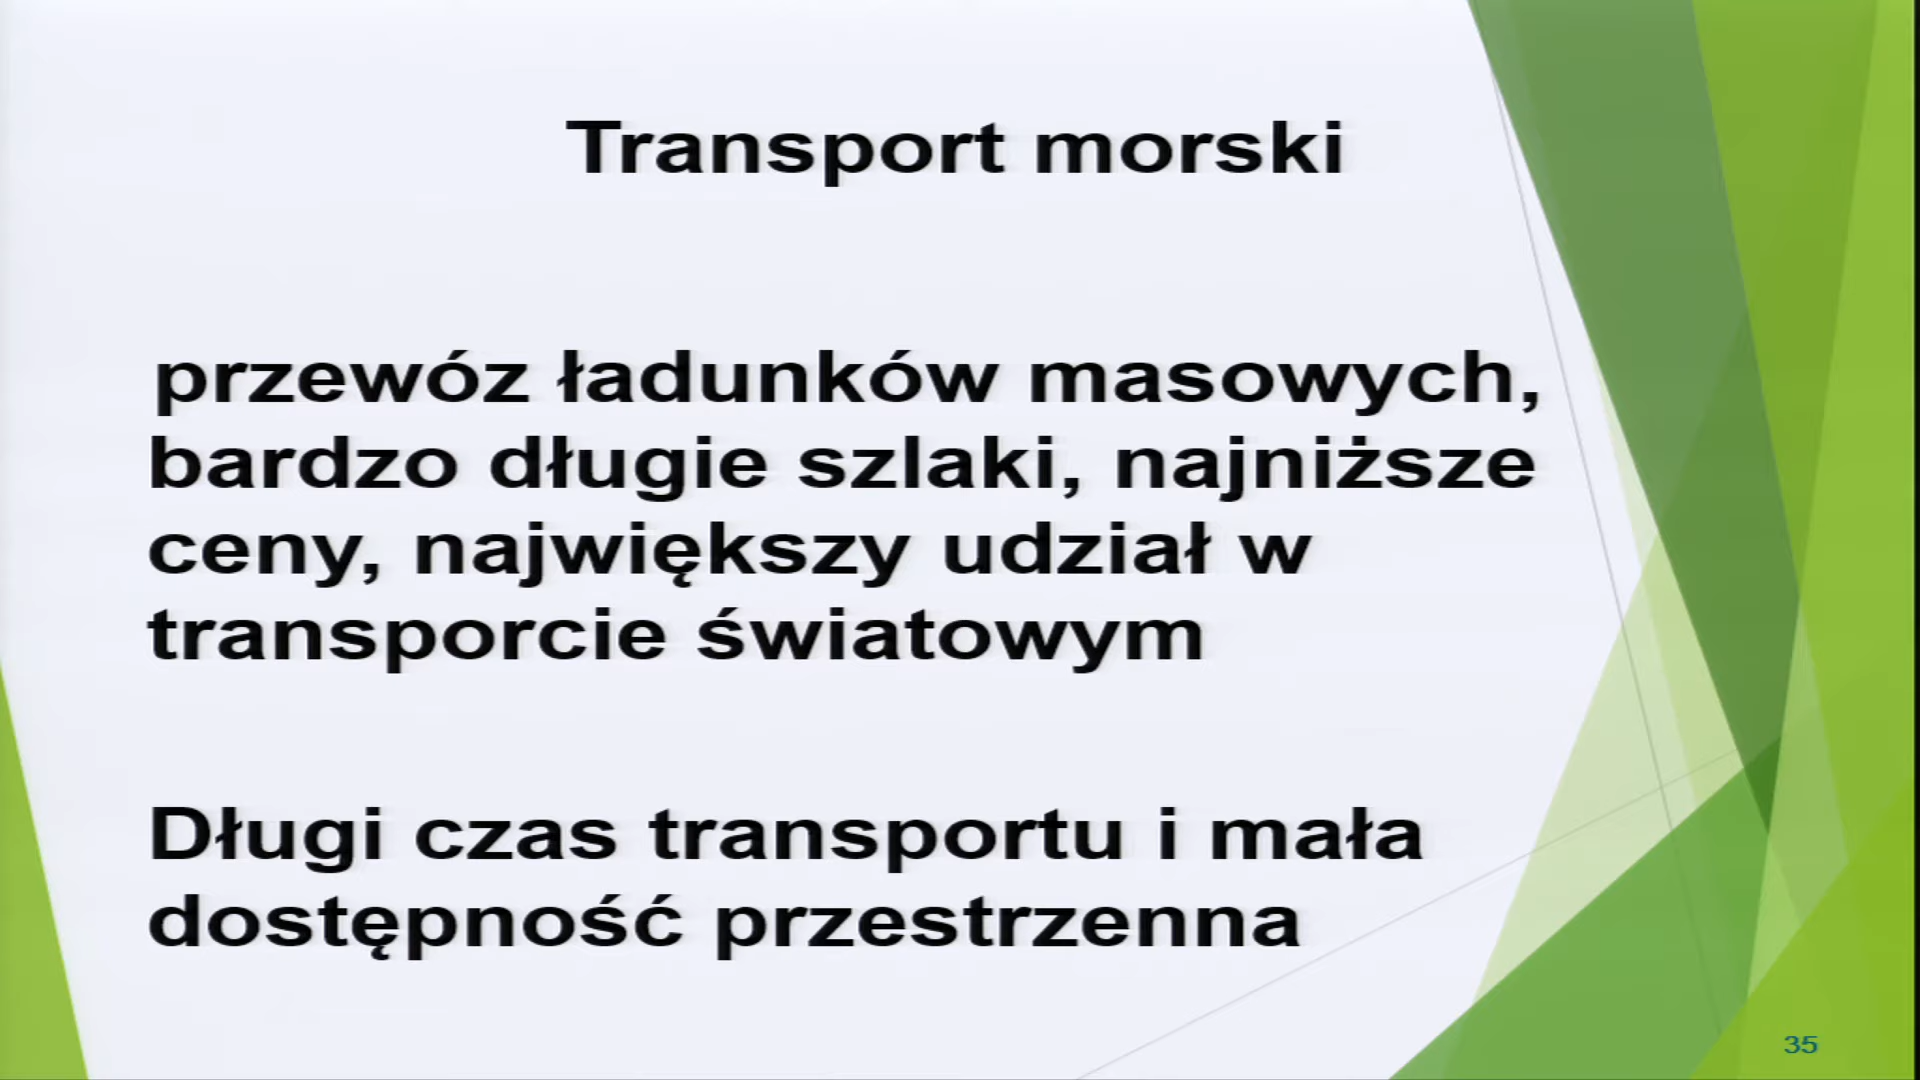 Transport morski
przewóz ładunków masowych,
bardzo długie szlaki, najniższe
ceny, największy udział w
transporcie światowym
Długi czas transportu i mała
dostępność przestrzenna
35